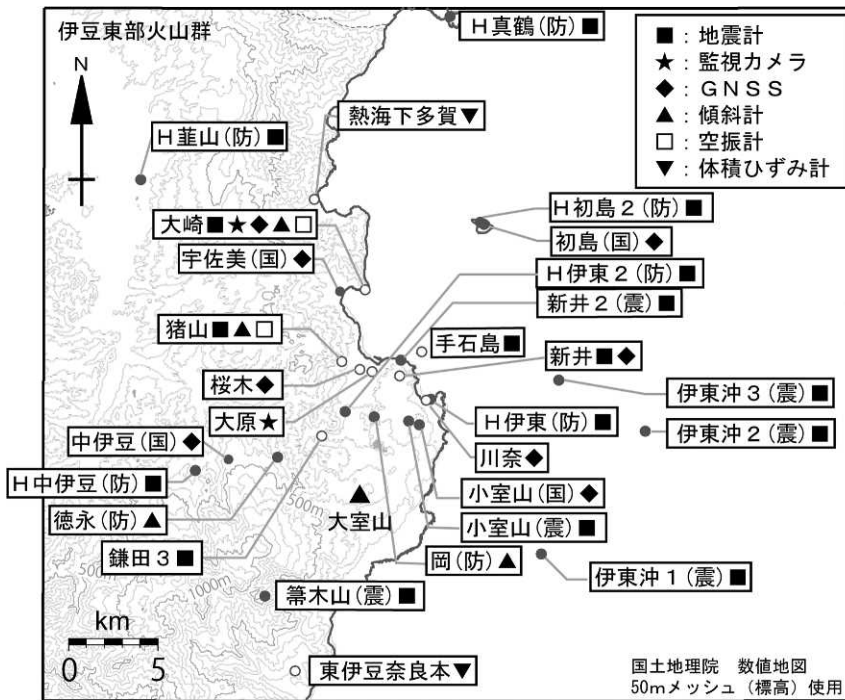 伊豆東部火山群
N
H真鶴(防)■
■：地震計
★：監視カメラ
◆：GNSS
▲：傾斜計
□：空振計
▼：体積ひずみ計
熱海下多賀▼
H韮山(防)■
H初島2(防)■
初島(国)◆
大崎■★◆▲□
宇佐美(国)◆
H伊東2(防)■
新井2(震)■
猪山■▲□
手石島■
新井■◆
桜木◆
大原★
伊東沖3(震)■
H伊東(防)■
伊東沖2(震)■
中伊豆(国)◆
川奈◆
H中伊豆(防)■
小室山(国)◆
徳永(防)▲
500m
大室山
小室山(震)■
鎌田3■
岡(防)▲
伊東沖1(震)■
1000m
箒木山(震)■
500m
km
0 5
東伊豆奈良本▼
国土地理院 数値地図
50mメッシュ(標高)使用